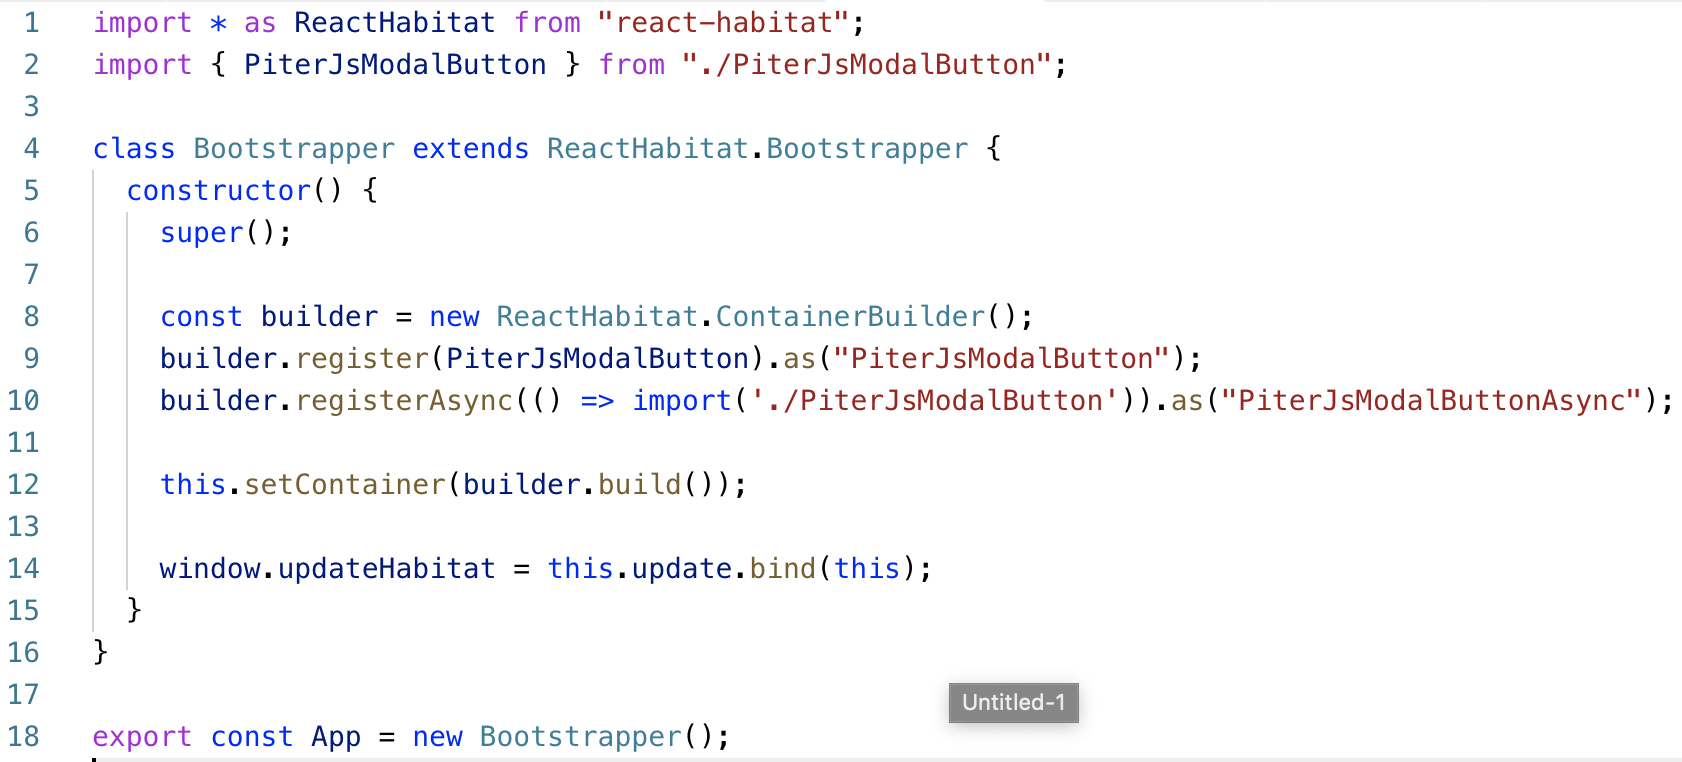 1 import * as ReactHabitat from "react-habitat";
2 import { PiterJsModalButton } from "./PiterJsModalButton";
3
4 class Bootstrapper extends ReactHabitat.Bootstrapper {
5 constructor() {
6 super();
7
8 const builder = new ReactHabitat.ContainerBuilder();
9 builder.register(PiterJsModalButton).as("PiterJsModalButton");
10 builder.registerAsync(() => import('./PiterJsModalButton')).as("PiterJsModalButtonAsync");
11
12 this.setContainer(builder.build());
13
14 window.updateHabitat = this.update.bind(this);
15 }
16 }
17
Untitled-1
18 export const App = new Bootstrapper();